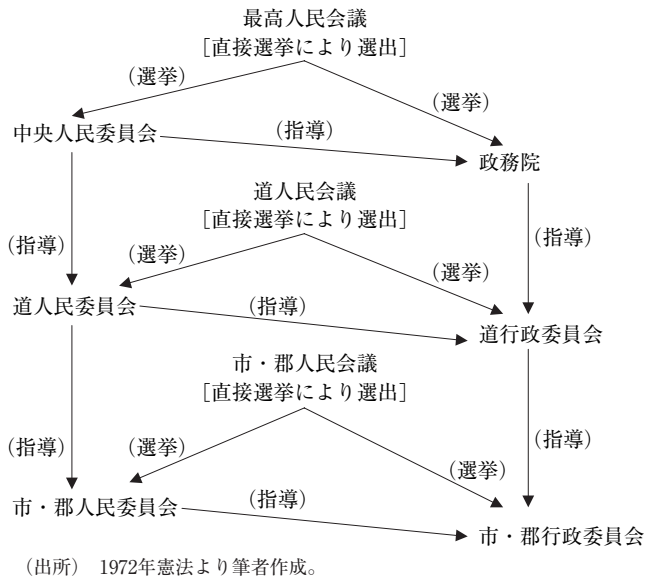 最高人民会議
［直接選挙により選出］
（選挙）
（選挙）
中央人民委員会
（指導）
政務院
道人民会議
［直接選挙により選出］
（指導）
（選挙）
（指導）
（選挙）
道人民委員会
（指導）
道行政委員会
市・郡人民会議
［直接選挙により選出］
（指導）
（選挙）
（指導）
（選挙）
市・郡人民委員会
（指導）
市・郡行政委員会
（出所） 1972年憲法より筆者作成。